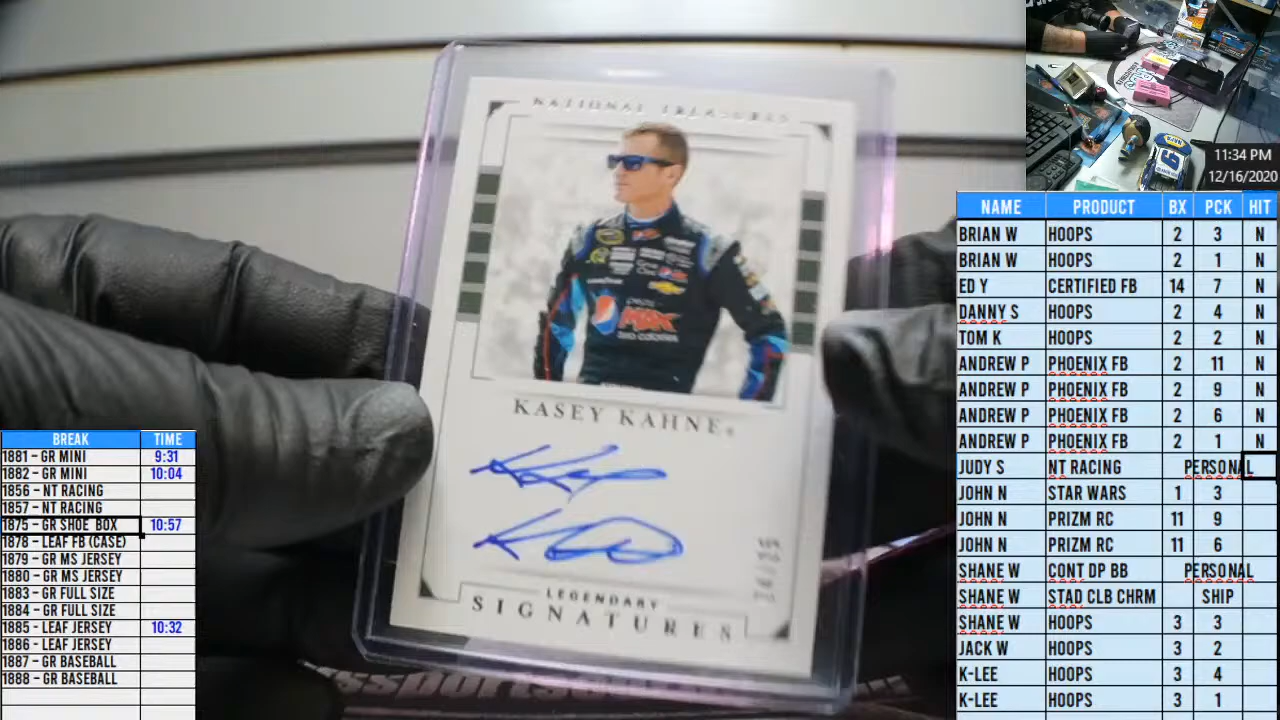 NATIONAL TREASURES
KASEY KAHNE
LEGENDARY
SIGNATURES
11:34 PM
12/16/2020
NAME PRODUCT BX PCK HIT
BRIAN W HOOPS 2 3 N
BRIAN W HOOPS 2 1 N
ED Y CERTIFIED FB 14 7 N
DANNY S HOOPS 2 4 N
TOM K HOOPS 2 2 N
ANDREW P PHOENIX FB 2 11 N
ANDREW P PHOENIX FB 2 9 N
ANDREW P PHOENIX FB 2 6 N
ANDREW P PHOENIX FB 2 1 N
JUDY S NT RACING PERSONAL
JOHN N STAR WARS 1 3
JOHN N PRIZM RC 11 9
JOHN N PRIZM RC 11 6
SHANE W CONT DP BB PERSONAL
SHANE W STAD CLB CHRM SHIP
SHANE W HOOPS 3 3
JACK W HOOPS 3 2
K-LEE HOOPS 3 4
K-LEE HOOPS 3 1
BREAK TIME
1881 - GR MINI 9:31
1882 - GR MINI 10:04
1856 - NT RACING
1857 - NT RACING
1875 - GR SHOE BOX 10:57
1878 - LEAF FB (CASE)
1879 - GR MS JERSEY
1880 - GR MS JERSEY
1883 - GR FULL SIZE
1884 - GR FULL SIZE
1885 - LEAF JERSEY 10:32
1886 - LEAF JERSEY
1887 - GR BASEBALL
1888 - GR BASEBALL